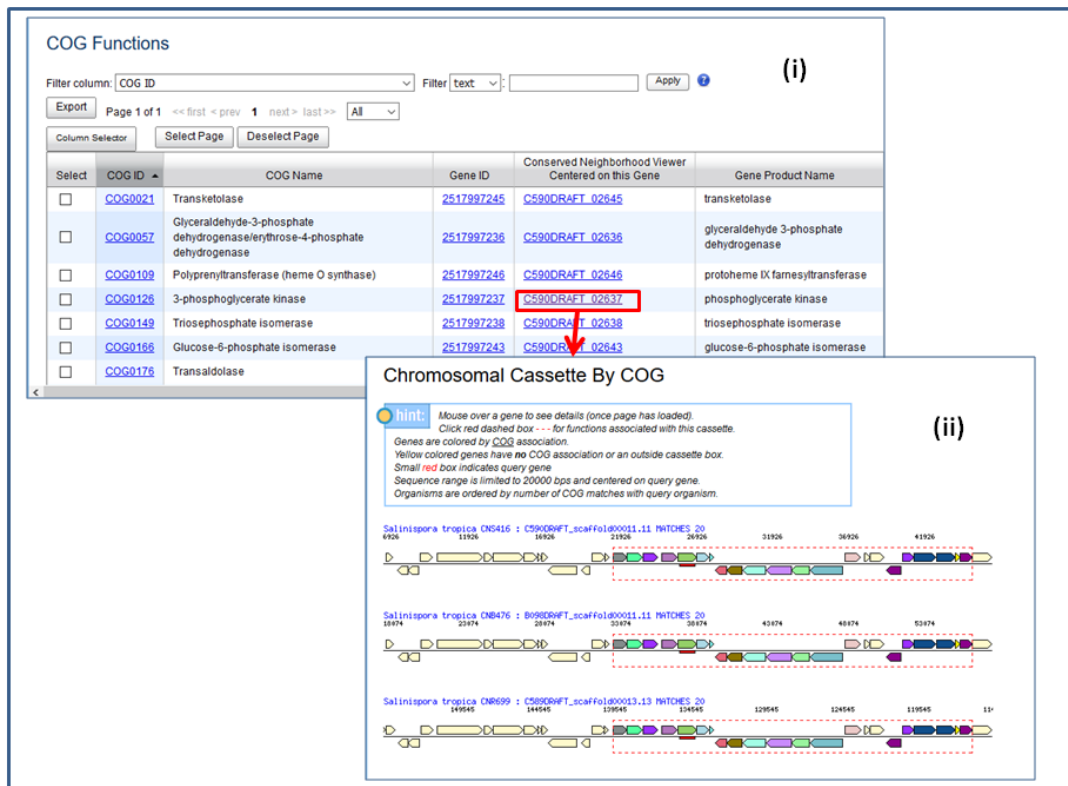 COG Functions
(i)
Filter column: COG ID Filter text : Apply ?
Export Page 1 of 1 << first < prev 1 next > last >> All
Column Selector Select Page Deselect Page
Select COG ID COG Name Gene ID Conserved Neighborhood Viewer Centered on this Gene Gene Product Name
COG0021 Transketolase 2517997245 C590DRAFT_02645 transketolase
COG0057 Glyceraldehyde-3-phosphate dehydrogenase/erythrose-4-phosphate dehydrogenase 2517997236 C590DRAFT_02636 glyceraldehyde 3-phosphate dehydrogenase
COG0109 Polyprenyltransferase (heme O synthase) 2517997246 C590DRAFT_02646 protoheme IX farnesyltransferase
COG0126 3-phosphoglycerate kinase 2517997237 C590DRAFT_02637 phosphoglycerate kinase
COG0149 Triosephosphate isomerase 2517997238 C590DRAFT_02638 triosephosphate isomerase
COG0166 Glucose-6-phosphate isomerase 2517997243 C590DRAFT_02643 glucose-6-phosphate isomerase
COG0176 Transaldolase
Chromosomal Cassette By COG
(ii)
hint: Mouse over a gene to see details (once page has loaded).
Click red dashed box - - - for functions associated with this cassette.
Genes are colored by COG association.
Yellow colored genes have no COG association or an outside cassette box.
Small red box indicates query gene
Sequence range is limited to 20000 bps and centered on query gene.
Organisms are ordered by number of COG matches with query organism.
Salinispora tropica CNS416 : C590DRAFT_scaffold00011.11 MATCHES 20
6926 11926 16926 21926 26926 31926 36926 41926
Salinispora tropica CNB476 : B098DRAFT_scaffold00011.11 MATCHES 20
18074 23074 28074 33074 38074 43074 48074 53074
Salinispora tropica CNR699 : C589DRAFT_scaffold00013.13 MATCHES 20
149545 144545 139545 134545 129545 124545 119545